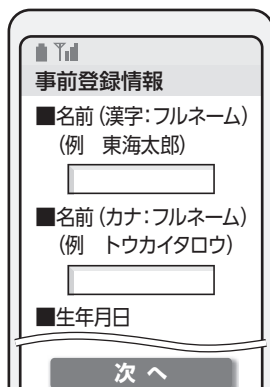 事前登録情報
■名前(漢字:フルネーム)
(例 東海太郎)
■名前(カナ:フルネーム)
(例 トウカイタロウ)
■生年月日
次 へ